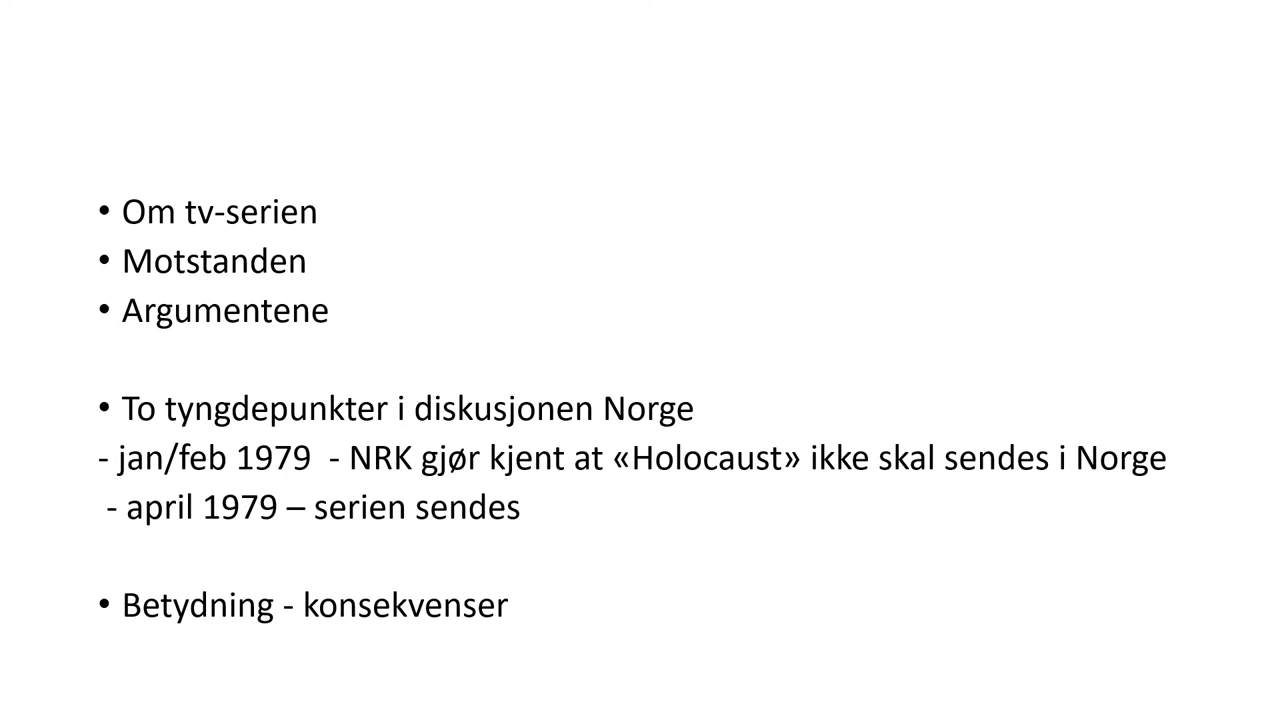 • Om tv-serien
• Motstanden
• Argumentene
• To tyngdepunkter i diskusjonen Norge
- jan/feb 1979  - NRK gjør kjent at «Holocaust» ikke skal sendes i Norge
- april 1979 – serien sendes
• Betydning - konsekvenser